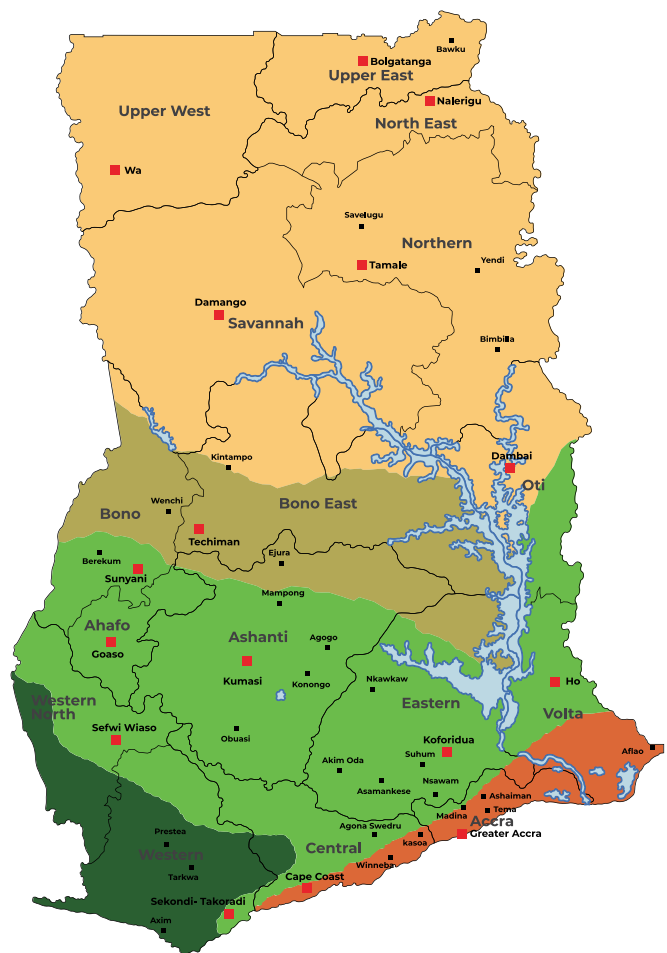 Bawku
Bolgatanga
Upper East
Nalerigu
Upper West
North East
Wa
Savelugu
Northern
Yendi
Tamale
Damango
Savannah
Bimbilla
Kintampo
Dambai
Oti
Wenchi
Bono East
Bono
Techiman
Ejura
Berekum
Sunyani
Mampong
Ahafo
Ashanti
Agogo
Goaso
Kumasi
Konongo
Nkawkaw
Ho
Western
North
Eastern
Volta
Sefwi Wiaso
Obuasi
Koforidua
Aflao
Suhum
Akim Oda
Asamankese
Nsawam
Ashaiman
Tema
Madina
Accra
Prestea
Agona Swedru
kasoa
Greater Accra
Western
Central
Winneba
Tarkwa
Cape Coast
Sekondi- Takoradi
Axim